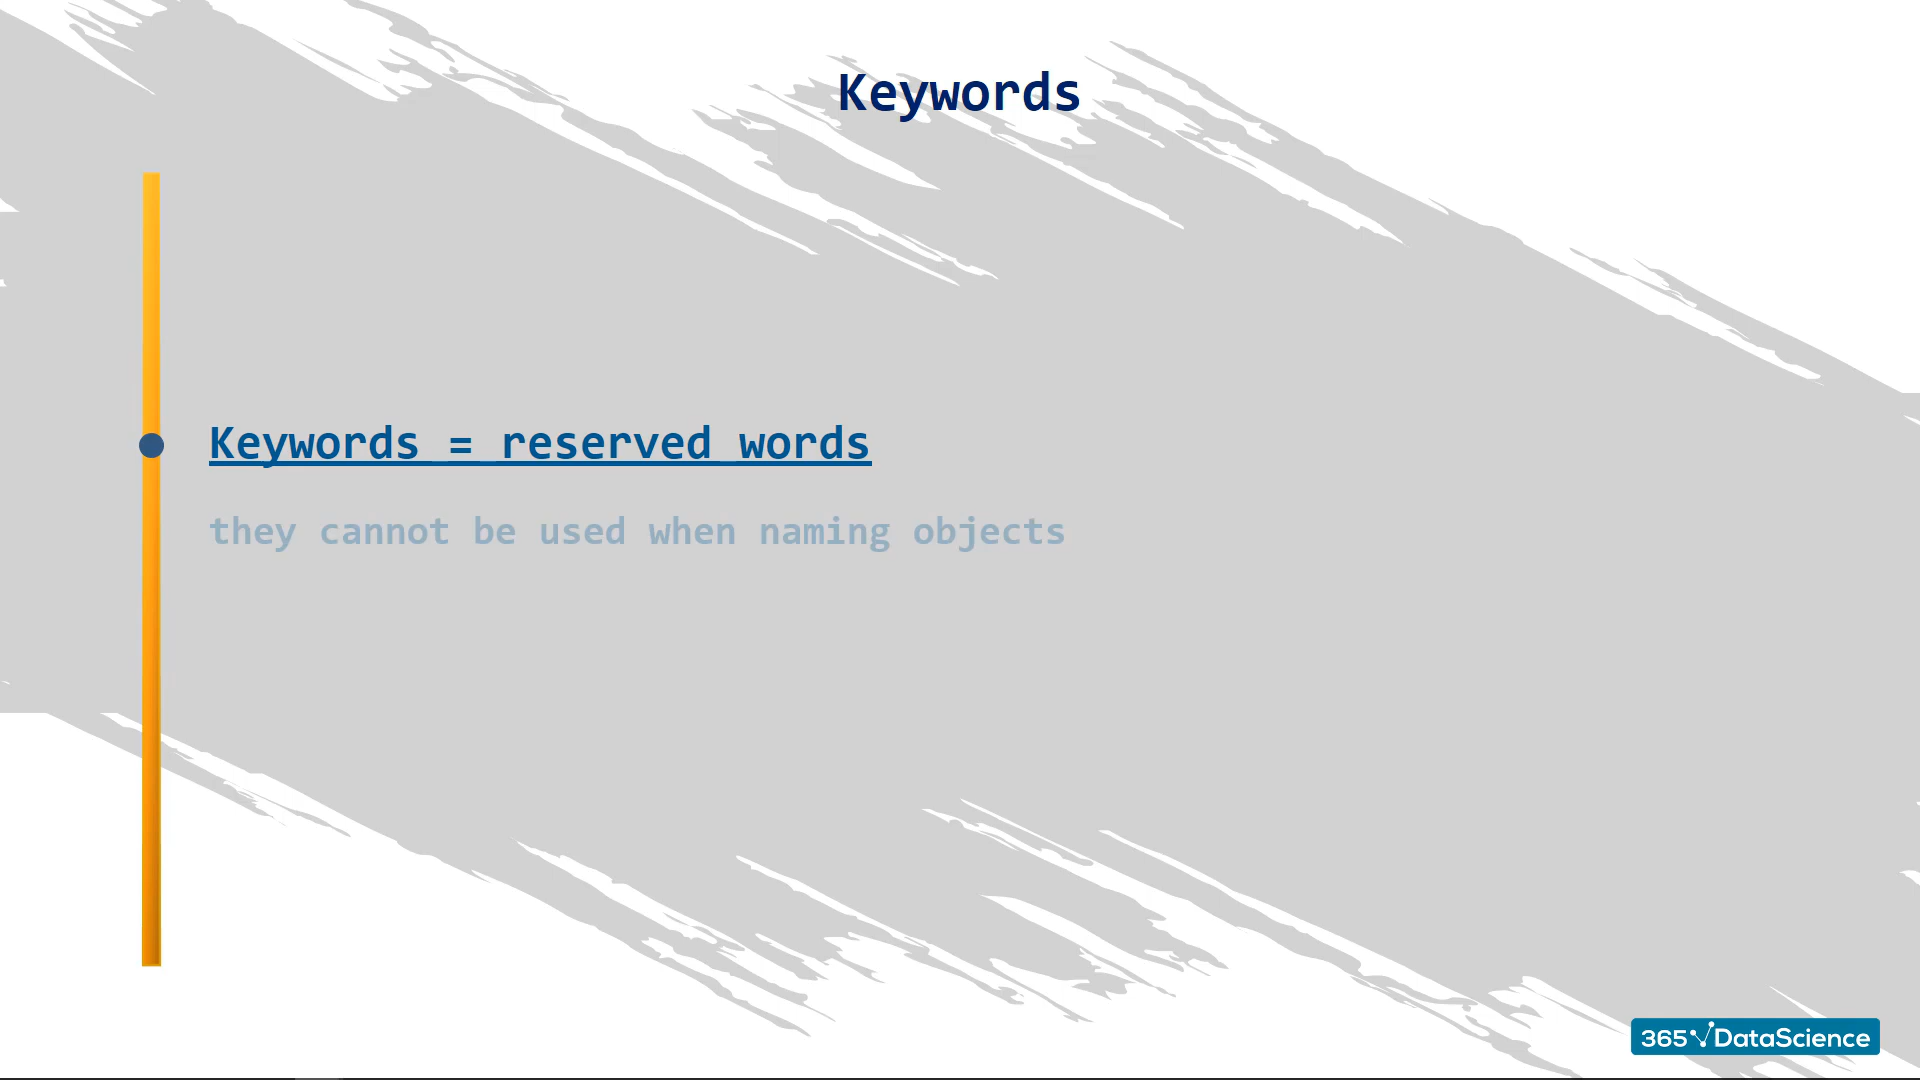 Keywords
Keywords = reserved words
they cannot be used when naming objects
365 DataScience